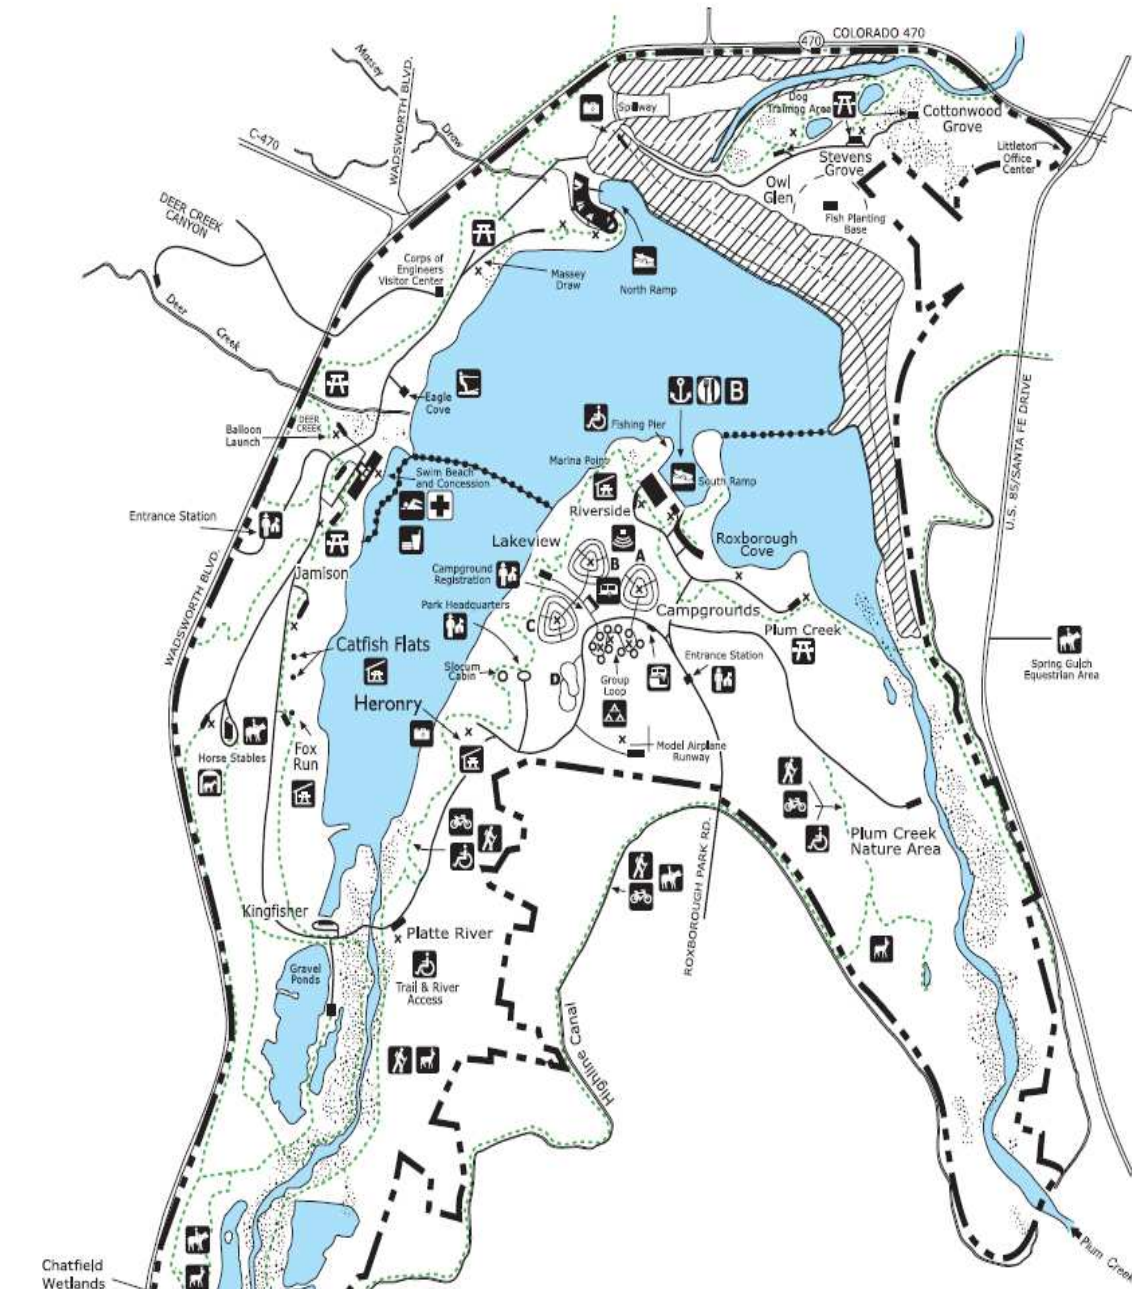 COLORADO 470
470
Massey
Draw
WADSWORTH BLVD.
C-470
Spillway
Dog
Training Area
Cottonwood
Grove
Stevens
Grove
Littleton
Office
Center
Owl
Glen
Fish Planting
Base
DEER CREEK
CANYON
Corps of
Engineers
Visitor Center
Massey
Draw
North Ramp
Deer
Creek
Eagle
Cove
B
DEER
CREEK
Balloon
Launch
Fishing Pier
Marina Point
Swim Beach
and Concession
South Ramp
U.S. 85/SANTA FE DRIVE
Entrance Station
Riverside
Lakeview
Roxborough
Cove
B
A
Campground
Registration
Jamison
Park Headquarters
Campgrounds
C
WADSWORTH BLVD.
Catfish Flats
Plum Creek
Slocum
Cabin
D
Group
Loop
Entrance Station
Spring Gulch
Equestrian Area
Heronry
Fox
Run
Horse Stables
Model Airplane
Runway
Plum Creek
Nature Area
ROXBOROUGH PARK RD.
Kingfisher
Platte River
Gravel
Ponds
Trail & River
Access
Highline Canal
Plum Creek
Chatfield
Wetlands